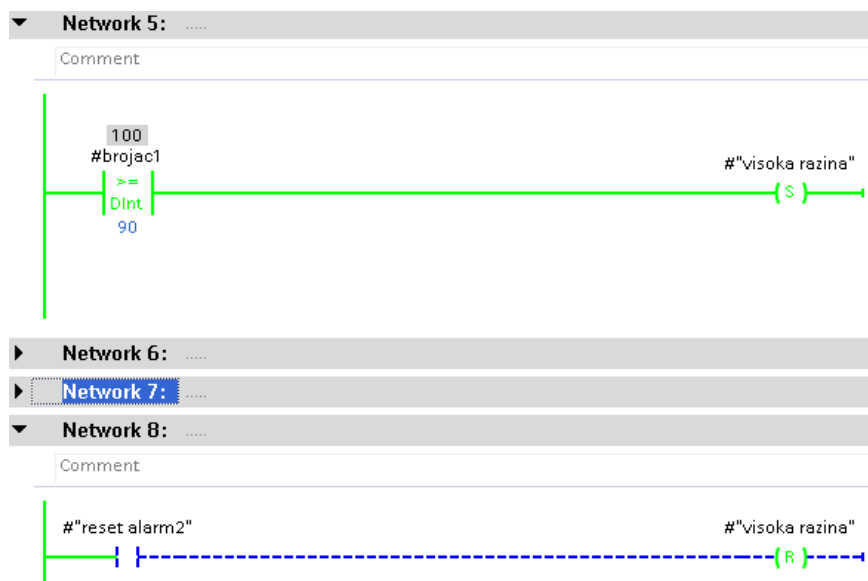 Network 5: .....
Comment
100
#brojac1
#"visoka razina"
>=
S
DInt
90
Network 6: .....
Network 7: .....
Network 8: .....
Comment
#"reset alarm2"
#"visoka razina"
R